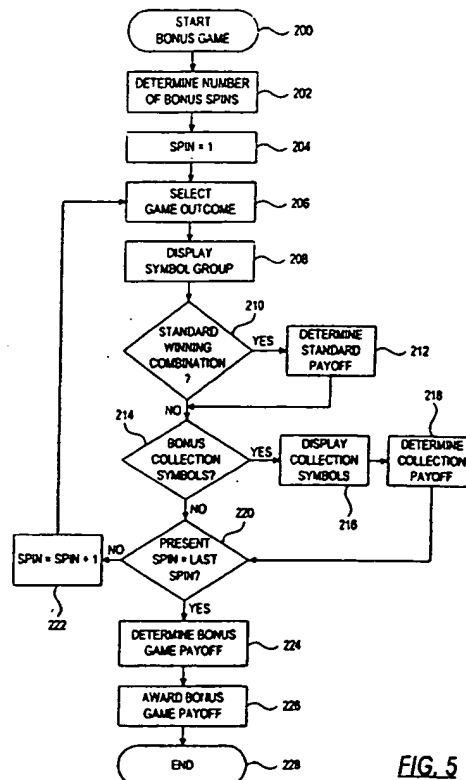 START
BONUS GAME
200
DETERMINE NUMBER
OF BONUS SPINS
202
SPIN = 1
204
SELECT
GAME OUTCOME
206
DISPLAY
SYMBOL GROUP
208
210
STANDARD
WINNING
COMBINATION
?
YES
DETERMINE
STANDARD
PAYOFF
212
NO
214
BONUS
COLLECTION
SYMBOLS?
YES
DISPLAY
COLLECTION
SYMBOLS
216
218
DETERMINE
COLLECTION
PAYOFF
NO
220
PRESENT
SPIN = LAST
SPIN?
NO
SPIN = SPIN + 1
222
YES
DETERMINE BONUS
GAME PAYOFF
224
AWARD BONUS
GAME PAYOFF
226
END
228
FIG. 5